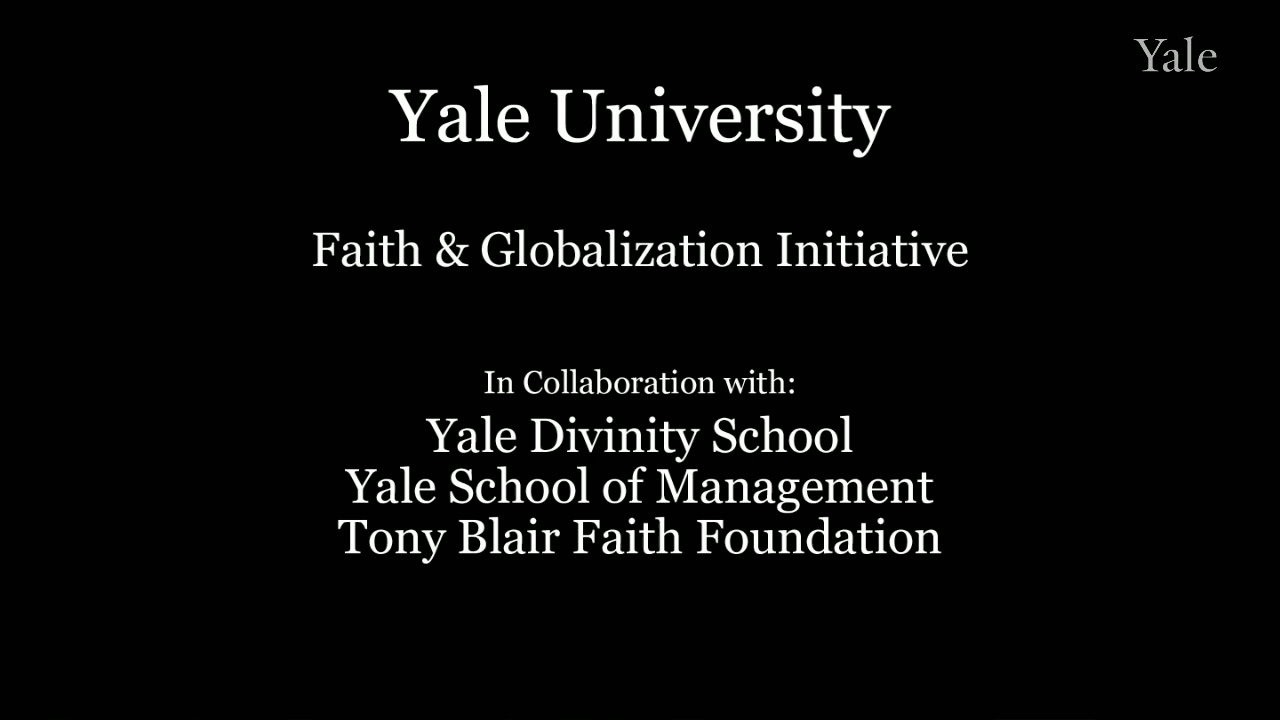 Yale
Yale University
Faith & Globalization Initiative
In Collaboration with:
Yale Divinity School
Yale School of Management
Tony Blair Faith Foundation